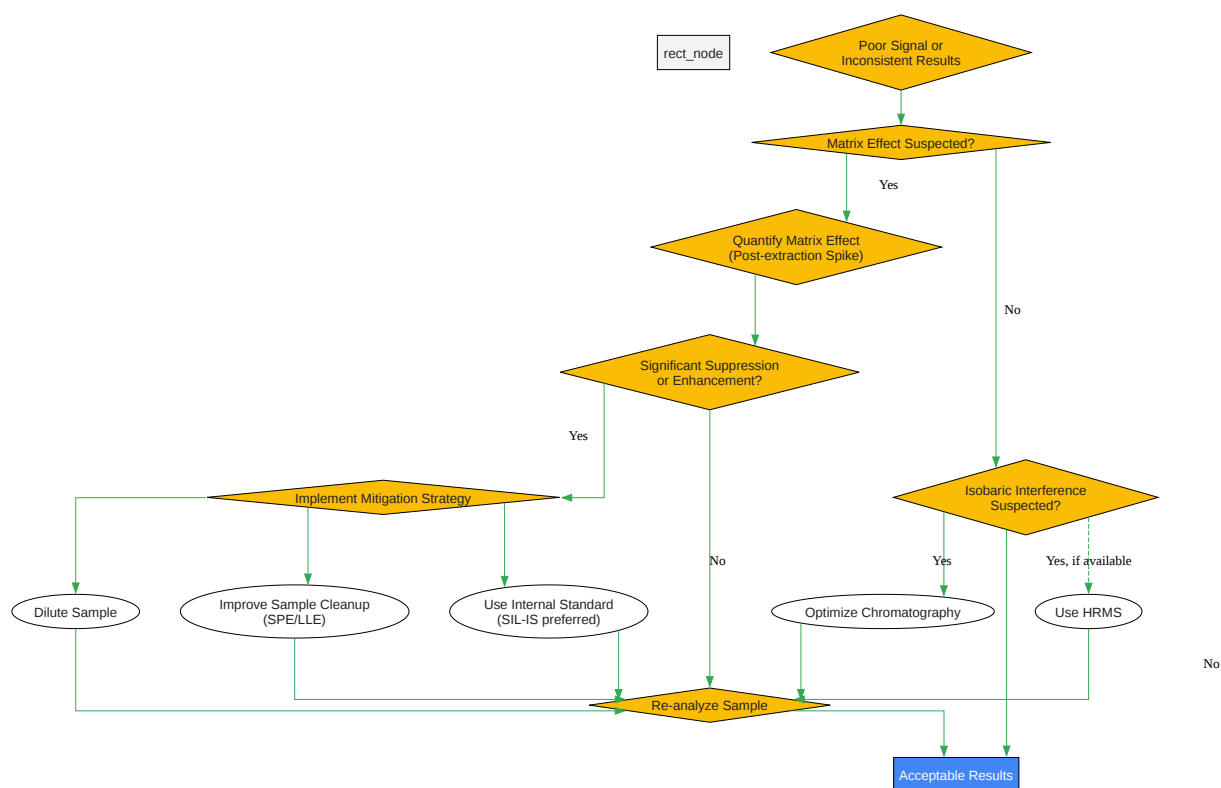 rect_node
Poor Signal or
Inconsistent Results
Matrix Effect Suspected?
Yes
Quantify Matrix Effect
(Post-extraction Spike)
No
Significant Suppression
or Enhancement?
Yes
Implement Mitigation Strategy
Isobaric Interference
Suspected?
No
Yes
Yes, if available
Dilute Sample
Improve Sample Cleanup
(SPE/LLE)
Use Internal Standard
(SIL-IS preferred)
Optimize Chromatography
Use HRMS
No
Re-analyze Sample
Acceptable Results